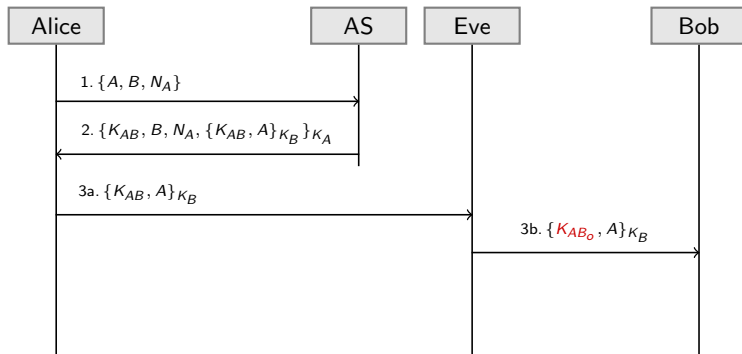 Alice AS Eve Bob
1. {A, B, N_A}
2. {K_AB, B, N_A, {K_AB, A}_K_B}_K_A
3a. {K_AB, A}_K_B
3b. {K_AB_o, A}_K_B